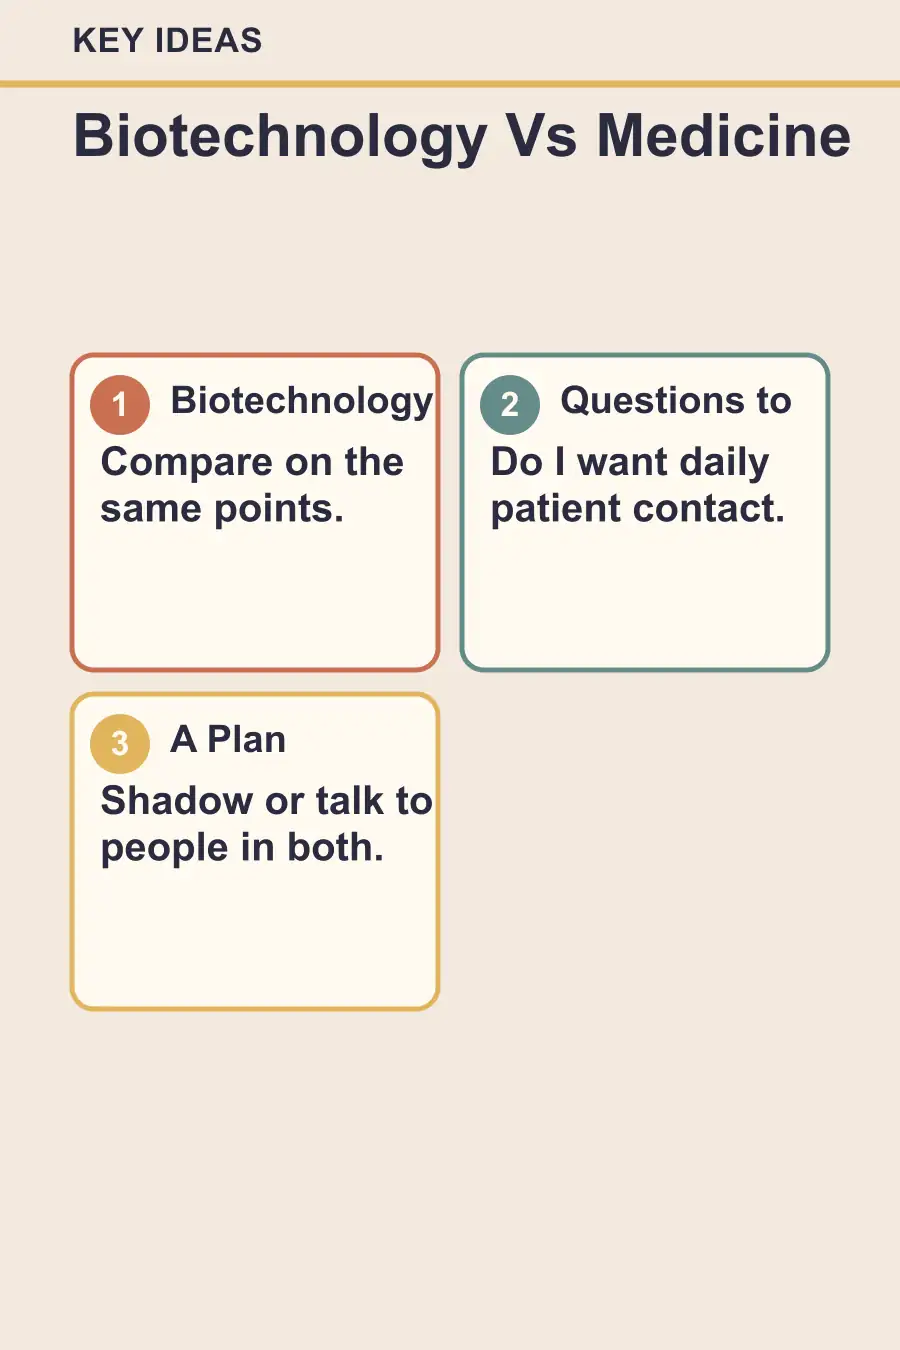 KEY IDEAS
Biotechnology Vs Medicine
1 Biotechnology
Compare on the
same points.
2 Questions to
Do I want daily
patient contact.
3 A Plan
Shadow or talk to
people in both.